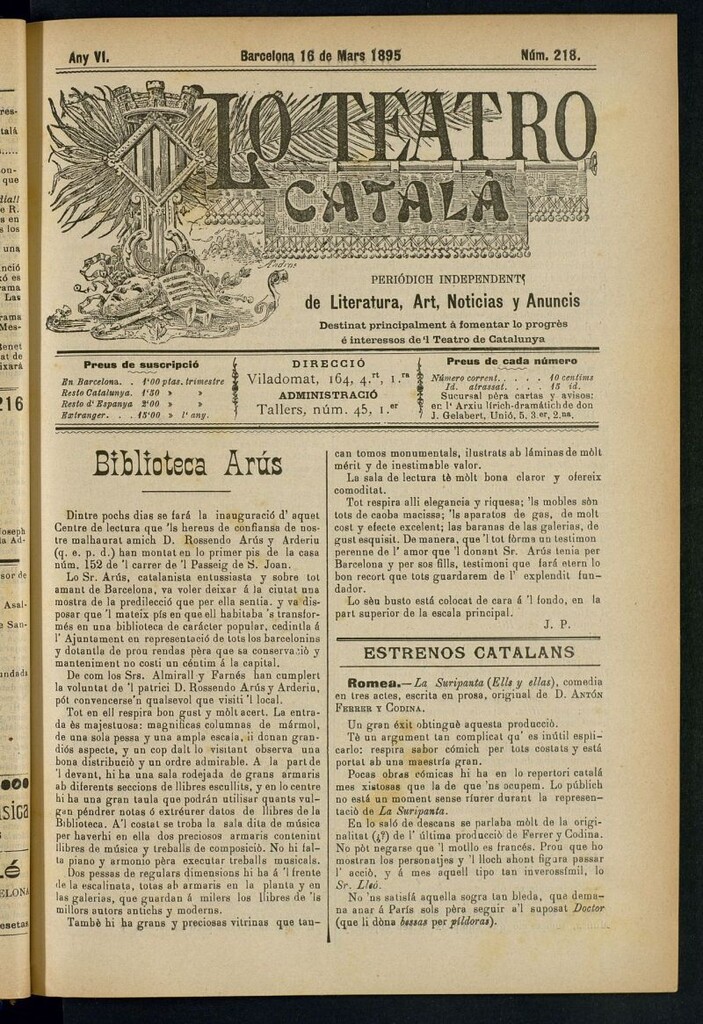 Any VI.
Barcelona 16 de Mars 1895
Núm. 218.
LO TEATRO
CATALÁ
PERIÓDICH INDEPENDENT
de Literatura, Art, Noticias y Anuncis
Destinat principalment á fomentar lo progrès
é interessos de 'l Teatro de Catalunya
Preus de suscripció
En Barcelona. . 1'00 ptas. trimestre
Resto Catalunya. 1'50 » »
Resto d' Espanya 2'00 » »
Extranger. . . 15'00 » l' any.
DIRECCIÓ
Viladomat, 164, 4.rt, 1.ra
ADMINISTRACIÓ
Tallers, núm. 45, 1.er
Preus de cada número
Número corrent. . . . . 10 centims
Id. atrassat. . . . . 15 id.
Sucursal pèra cartas y avisos:
en l' Arxiu lírich-dramátich de don
J. Gelabert, Unió, 5, 3.er, 2.na.
Biblioteca Arús
Dintre pochs dias se fará la inauguració d' aquet
Centre de lectura que 'ls hereus de confiansa de nos-
tre malhaurat amich D. Rossendo Arús y Arderiu
(q. e. p. d.) han montat en lo primer pis de la casa
núm. 152 de 'l carrer de 'l Passeig de S. Joan.
Lo Sr. Arús, catalanista entussiasta y sobre tot
amant de Barcelona, va voler deixar á la ciutat una
mostra de la predilecció que per ella sentia. y va dis-
posar que 'l mateix pis en que ell habitaba 's transfor-
més en una biblioteca de carácter popular, cedintla á
l' Ajuntament en representació de tots los barcelonins
y dotantla de prou rendas pèra que sa conservació y
manteniment no costi un céntim á la capital.
De com los Srs. Almirall y Farnés han cumplert
la voluntat de 'l patrici D. Rossendo Arús y Arderiu,
pót convencerse'n qualsevol que visiti 'l local.
Tot en ell respira bon gust y mòlt acert. La entra-
da ès majestuosa: magníficas columnas de mármol,
de una sola pessa y una ample escala, li donan gran-
diós aspecte, y un cop dalt lo visitant observa una
bona distribució y un ordre admirable. A la part de
'l devant, hi ha una sala rodejada de grans armaris
ab diferents seccions de llibres escullits, y en lo centre
hi ha una gran taula que podrán utilisar quants vul-
gan péndrer notas ó extréurer datos de llibres de la
Biblioteca. A'l costat se troba la sala dita de música
per haverhi en ella dos preciosos armaris contenint
llibres de música y treballs de composició. No hi fal-
ta piano y armonio pèra executar treballs musicals.
Dos pessas de regulars dimensions hi ha á 'l frente
de la escalinata, totas ab armaris en la planta y en
las galerias, que guardan á milers los llibres de 'ls
millors autors antichs y moderns.
També hi ha grans y preciosas vitrinas que tan-
can tomos monumentals, ilustrats ab láminas de mòlt
mérit y de inestimable valor.
La sala de lectura tè mòlt bona claror y ofereix
comoditat.
Tot respira allí elegancia y riquesa; 'ls mobles són
tots de caoba macissa; 'ls aparatos de gas, de molt
cost y efecte excelent; las baranas de las galerias, de
gust esquisit. De manera, que 'l tot fórma un testimon
perenne de l' amor que 'l donant Sr. Arús tenia per
Barcelona y per sos fills, testimoni que fará etern lo
bon recort que tots guardarem de l' explendit fun-
dador.
Lo sèu busto está colocat de cara á 'l fondo, en la
part superior de la escala principal.
J. P.
ESTRENOS CATALANS
Romea.—La Suripanta (Ells y ellas), comedia
en tres actes, escrita en prosa, original de D. ANTÓN
FERRER Y CODINA.
Un gran éxit obtingué aquesta producció.
Tè un argument tan complicat qu' es inútil espli-
carlo: respira sabor cómich per tots costats y está
portat ab una maestría gran.
Pocas obras cómicas hi ha en lo repertori catalá
mes xistosas que la de que 'ns ocupem. Lo públich
no está un moment sense riurer durant la represen-
tació de La Suripanta.
En lo saló de descans se parlaba mòlt de la orig-
nalitat (¿?) de l' última producció de Ferrer y Codina.
No pòt negarse que 'l motllo es francés. Prou que ho
mostran los personatjes y 'l lloch ahont figura passar
l' acció, y á mes aquell tipo tan inverossímil, lo
Sr. Lleó.
No 'ns satisfá aquella sogra tan bleda, que dema-
na anar á París sols pèra seguir a'l suposat Doctor
(que li dòna bessas per píldoras).